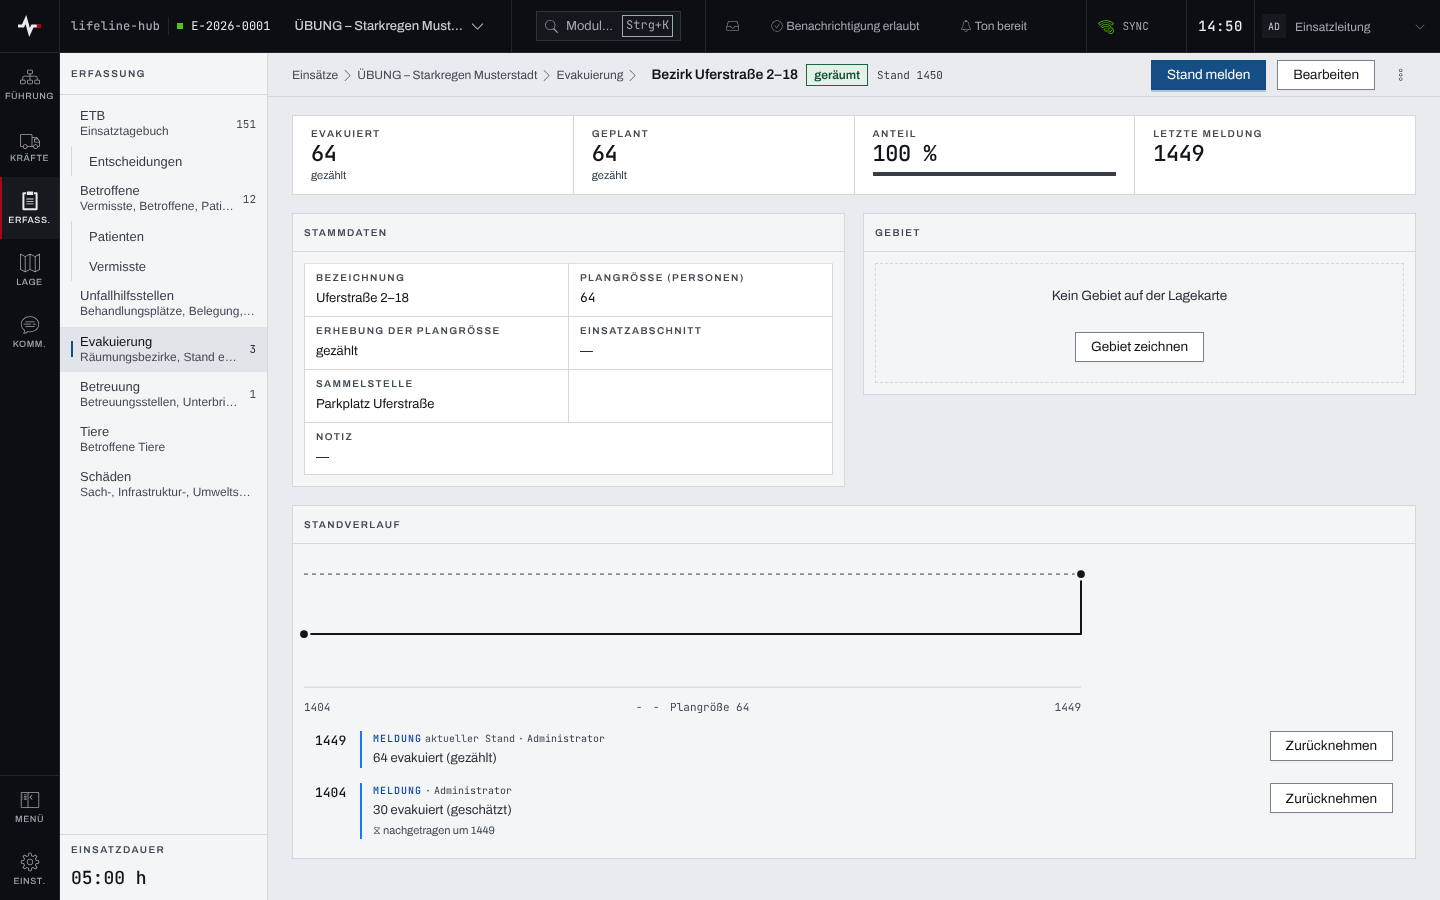 lifeline-hub
E-2026-0001
ÜBUNG – Starkregen Must...
Modul... Strg+K
Benachrichtigung erlaubt
Ton bereit
SYNC
14:50
AD Einsatzleitung
FÜHRUNG
KRÄFTE
ERFASS.
LAGE
KOMM.
MENÜ
EINST.
ERFASSUNG
ETB
Einsatztagebuch
151
Entscheidungen
Betroffene
Vermisste, Betroffene, Pati...
12
Patienten
Vermisste
Unfallhilfsstellen
Behandlungsplätze, Belegung,...
Evakuierung
Räumungsbezirke, Stand e...
3
Betreuung
Betreuungsstellen, Unterbri...
1
Tiere
Betroffene Tiere
Schäden
Sach-, Infrastruktur-, Umwelts...
EINSATZDAUER
05:00 h
Einsätze > ÜBUNG – Starkregen Musterstadt > Evakuierung > Bezirk Uferstraße 2–18 geräumt Stand 1450
Stand melden
Bearbeiten
EVAKUIERT
64
gezählt
GEPLANT
64
gezählt
ANTEIL
100 %
LETZTE MELDUNG
1449
STAMMDATEN
BEZEICHNUNG
Uferstraße 2–18
PLANGRÖSSE (PERSONEN)
64
ERHEBUNG DER PLANGRÖSSE
gezählt
EINSATZABSCHNITT
—
SAMMELSTELLE
Parkplatz Uferstraße
NOTIZ
—
GEBIET
Kein Gebiet auf der Lagekarte
Gebiet zeichnen
STANDVERLAUF
1404
- - Plangröße 64
1449
1449
MELDUNG aktueller Stand · Administrator
64 evakuiert (gezählt)
Zurücknehmen
1404
MELDUNG · Administrator
30 evakuiert (geschätzt)
nachgetragen um 1449
Zurücknehmen